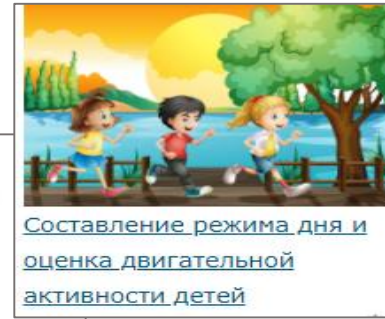 Составление режима дня и
оценка двигательной
активности детей